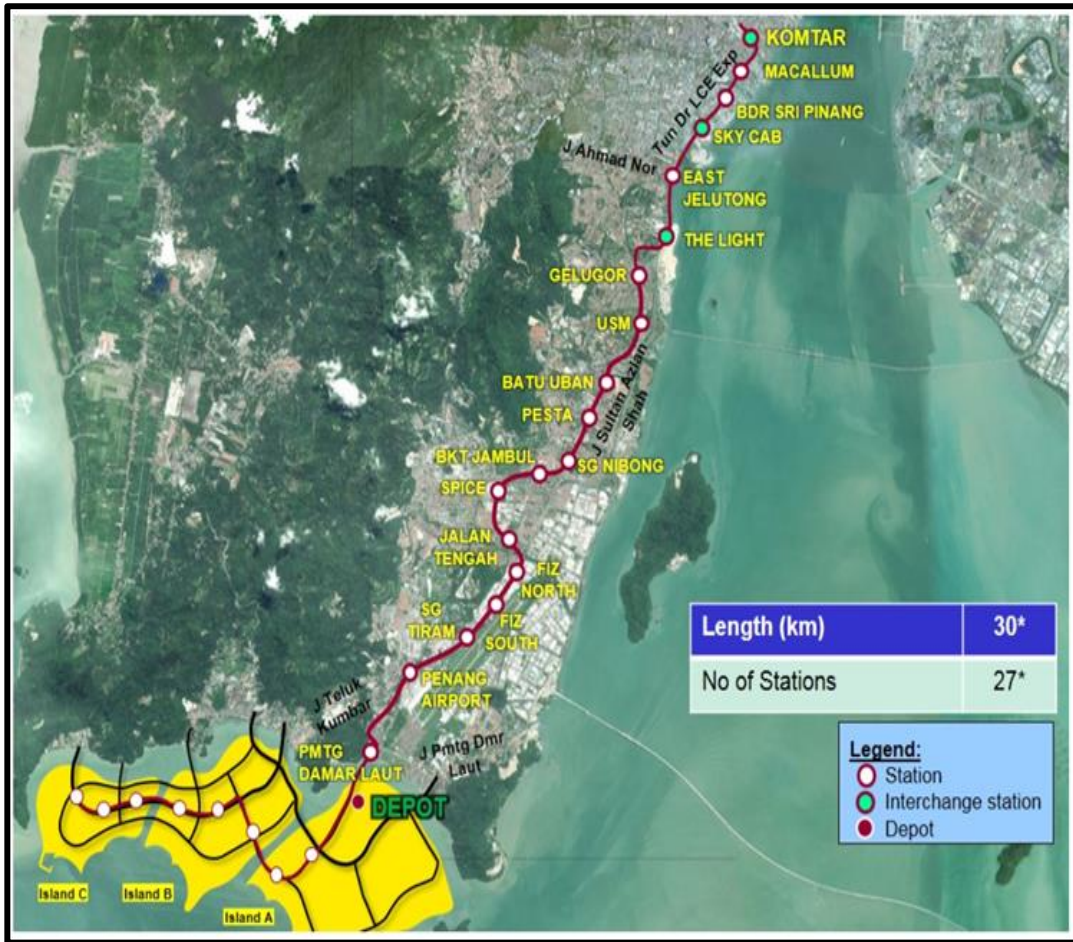 KOMTAR
MACALLUM
BDR SRI PINANG
Tun Dr LCE Exp
SKY CAB
J Ahmad Nor
EAST
JELUTONG
THE LIGHT
GELUGOR
USM
BATU UBAN
J Sultan Azlan
Shah
PESTA
BKT JAMBUL
SG NIBONG
SPICE
JALAN
TENGAH
FIZ
NORTH
SG
TIRAM
FIZ
SOUTH
Length (km) 30*
No of Stations 27*
PENANG
AIRPORT
J Teluk
Kumbar
J Pmtg Dmr
Laut
PMTG
DAMAR LAUT
DEPOT
Legend:
Station
Interchange station
Depot
Island C
Island B
Island A